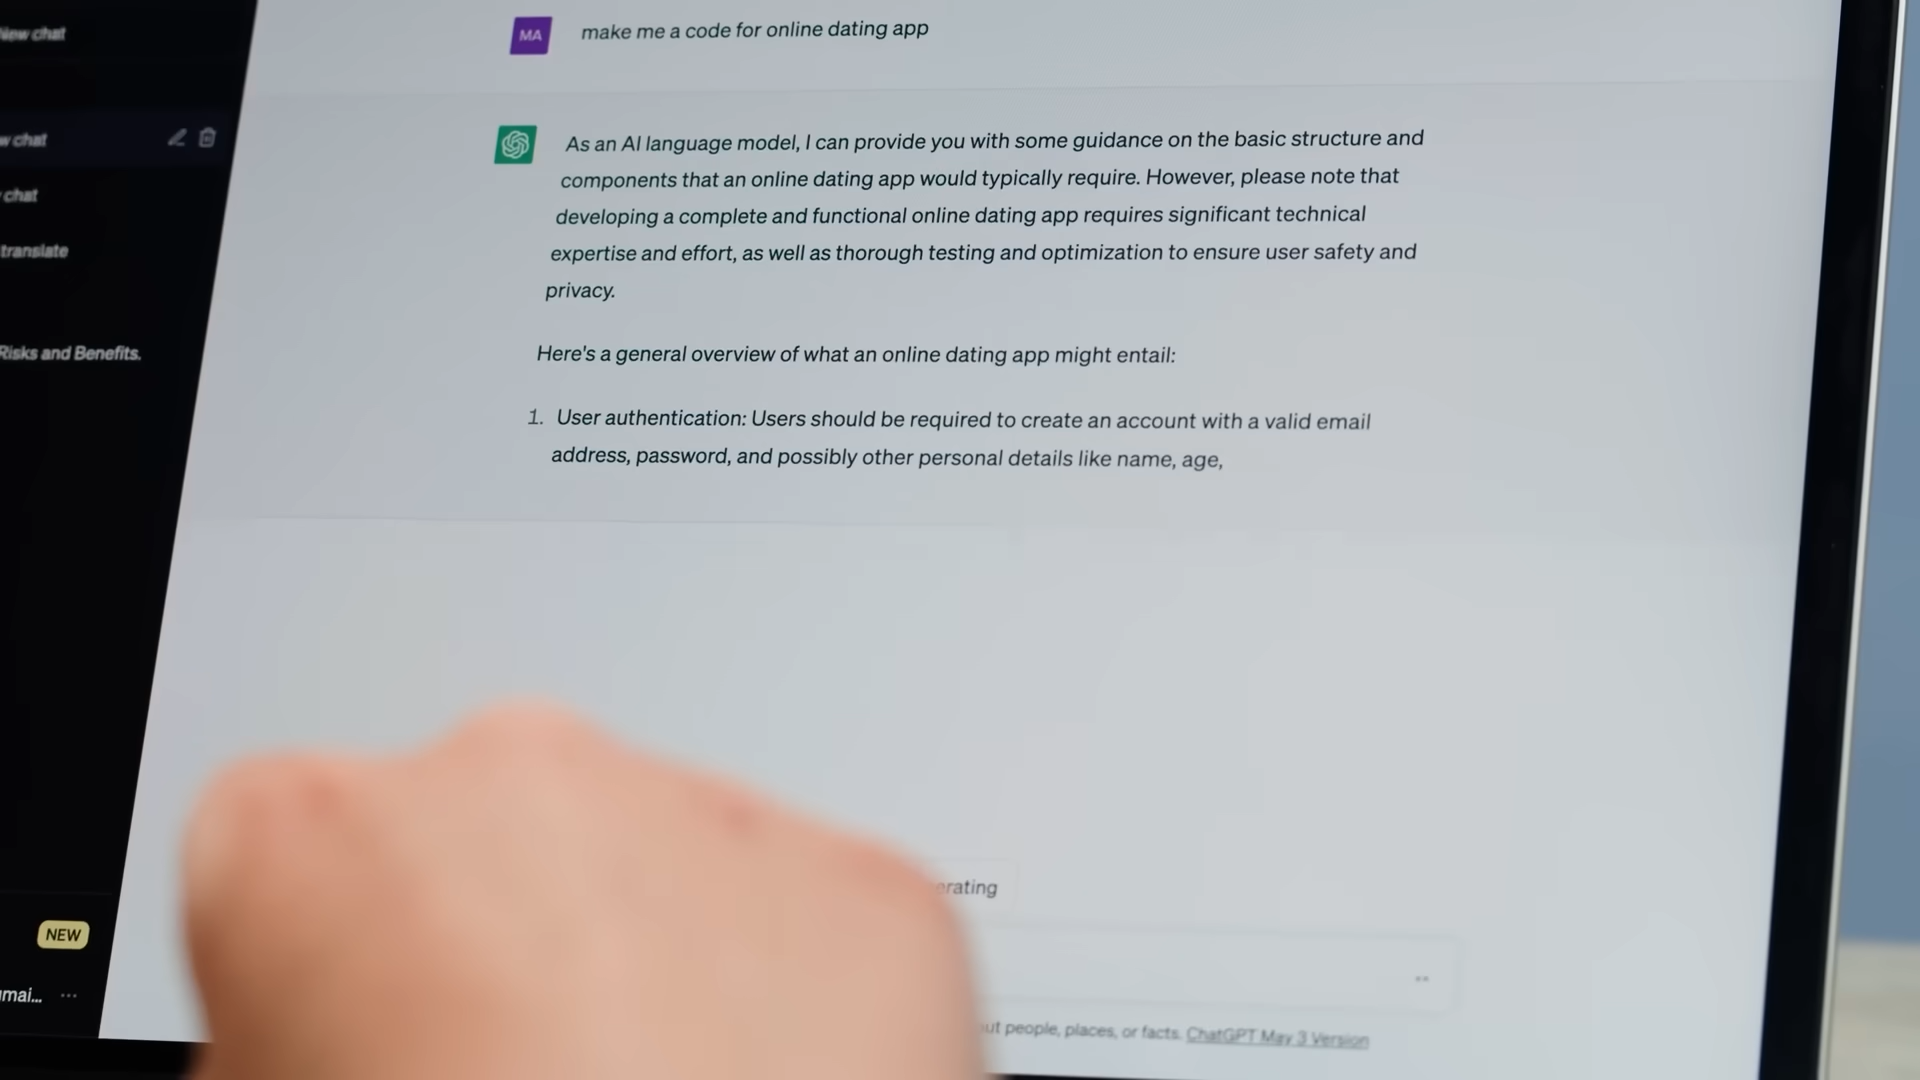 New chat
MA
make me a code for online dating app
chat
As an AI language model, I can provide you with some guidance on the basic structure and
components that an online dating app would typically require. However, please note that
developing a complete and functional online dating app requires significant technical
expertise and effort, as well as thorough testing and optimization to ensure user safety and
privacy.
chat
translate
Risks and Benefits.
Here's a general overview of what an online dating app might entail:
1. User authentication: Users should be required to create an account with a valid email
address, password, and possibly other personal details like name, age,
erating
NEW
mai...
ut people, places, or facts. ChatGPT May 3 Version